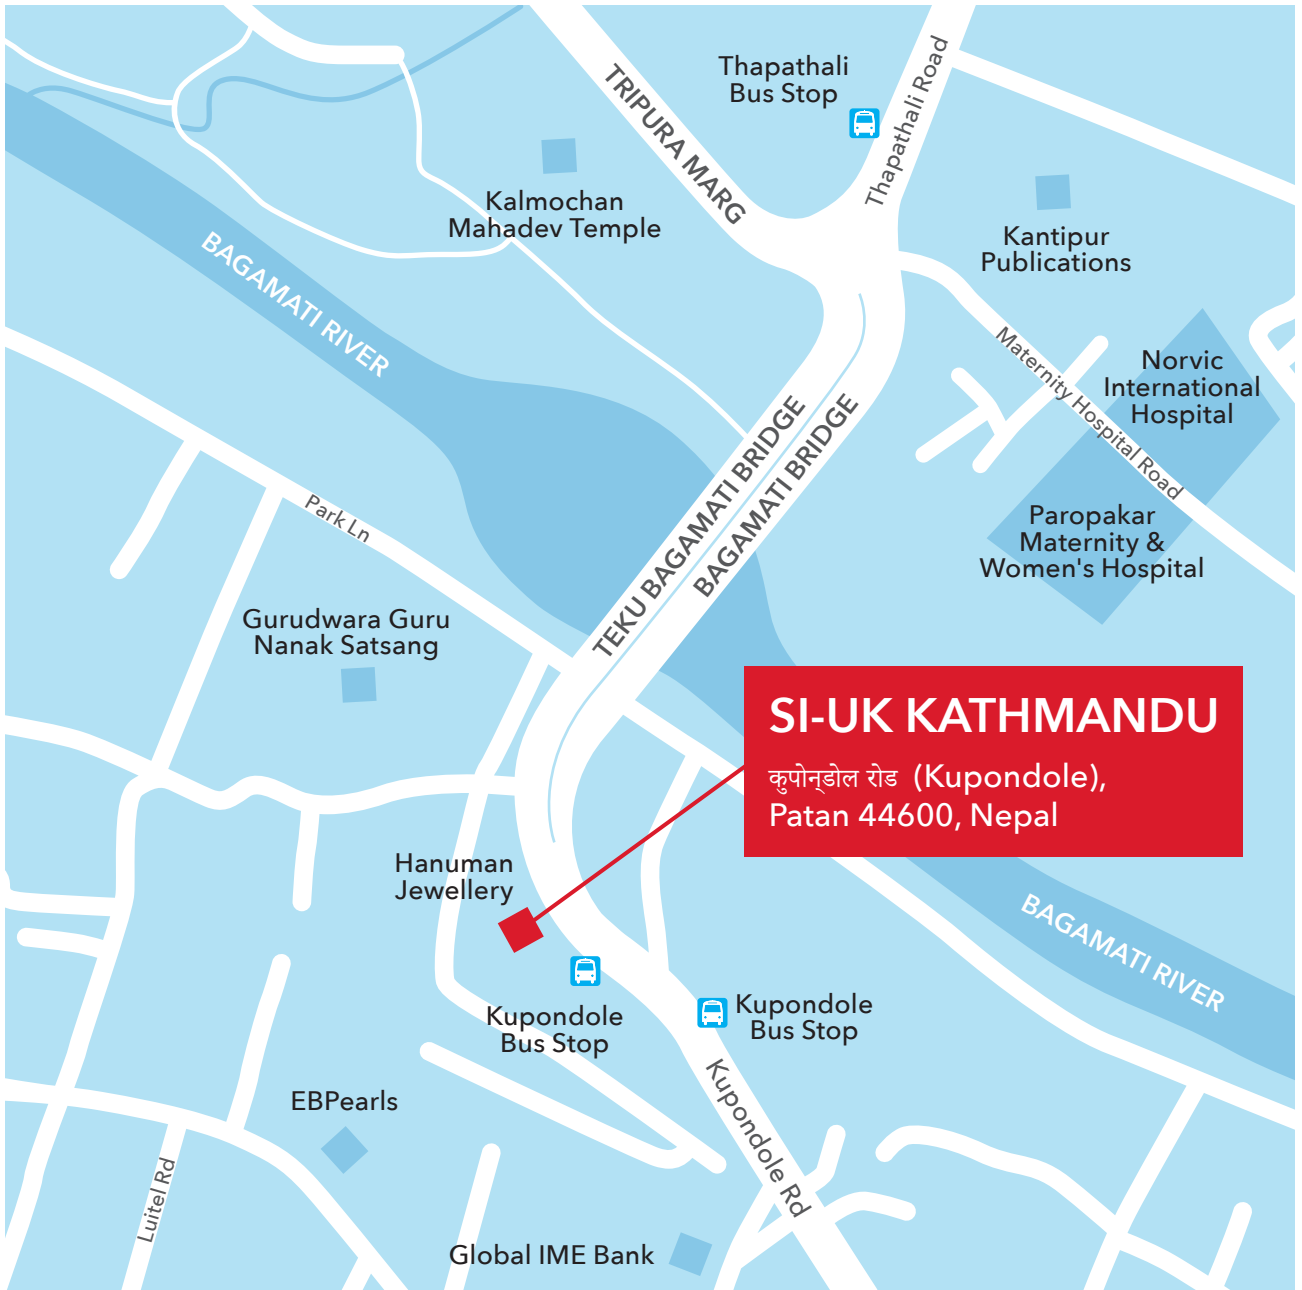 Thapathali
Bus Stop
Thapathali Road
TRIPURA MARG
Kalmochan
Mahadev Temple
Kantipur
Publications
BAGAMATI RIVER
Maternity Hospital Road
Norvic
International
Hospital
TEKU BAGAMATI BRIDGE
BAGAMATI BRIDGE
Park Ln
Paropakar
Maternity &
Women's Hospital
Gurudwara Guru
Nanak Satsang
SI-UK KATHMANDU
कुपोन्‌डोल रोड (Kupondole),
Patan 44600, Nepal
Hanuman
Jewellery
BAGAMATI RIVER
Kupondole
Bus Stop
Kupondole
Bus Stop
Kupondole Rd
EBPearls
Luitel Rd
Global IME Bank